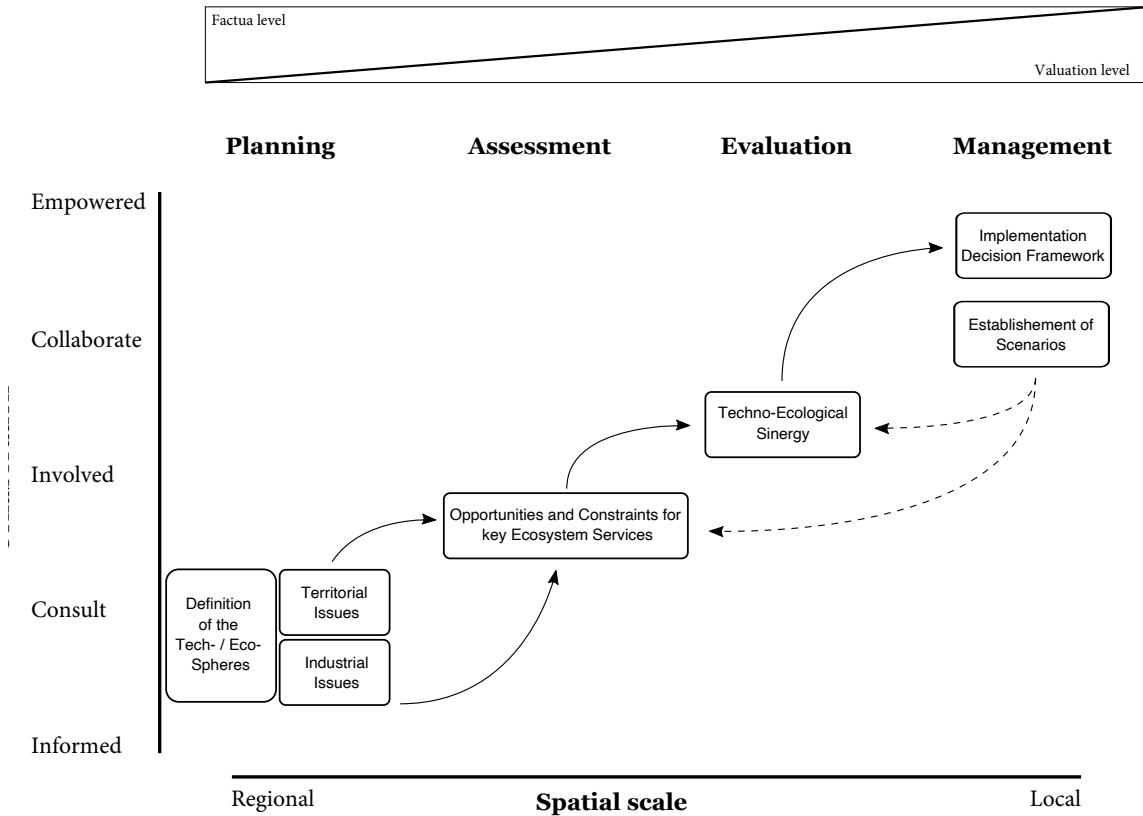 Factua level
Valuation level
Planning
Assessment
Evaluation
Management
Empowered
Implementation
Decision Framework
Collaborate
Establishement of
Scenarios
Techno-Ecological
Sinergy
Involved
Opportunities and Constraints for
key Ecosystem Services
Consult
Definition
of the
Tech- / Eco-
Spheres
Territorial
Issues
Industrial
Issues
Informed
Regional
Spatial scale
Local